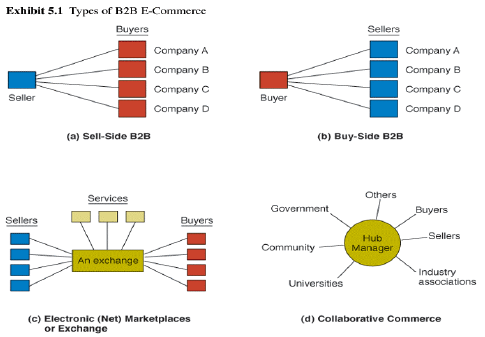 Exhibit 5.1 Types of B2B E-Commerce
Buyers
Company A
Company B
Company C
Company D
Seller
(a) Sell-Side B2B
Sellers
Company A
Company B
Company C
Company D
Buyer
(b) Buy-Side B2B
Services
Sellers
Buyers
An exchange
(c) Electronic (Net) Marketplaces
or Exchange
Others
Government
Buyers
Community
Hub
Manager
Sellers
Universities
Industry
associations
(d) Collaborative Commerce